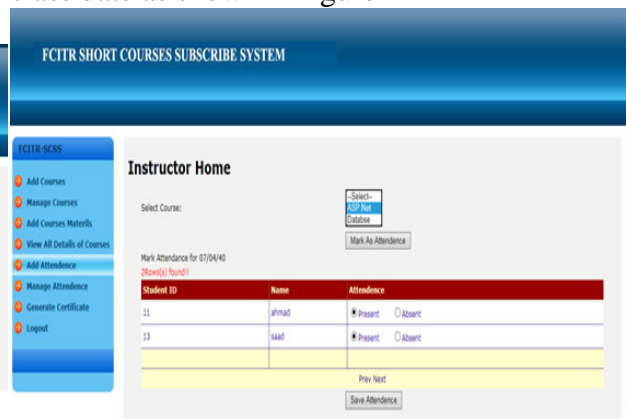 FCITR SHORT COURSES SUBSCRIBE SYSTEM
FCITR-SCSS
Add Courses
Manage Courses
Add Courses Materils
View All Details of Courses
Add Attendence
Manage Attendence
Generate Certificate
Logout
Instructor Home
Select Course:
--Select--
ASP Net
Databse
Mark As Attendence
Mark Attendance for 07/04/40
2Rows(s) found!!
Student ID Name Attendence
11 ahmad Present Absent
13 saad Present Absent
Prev Next
Save Attendence